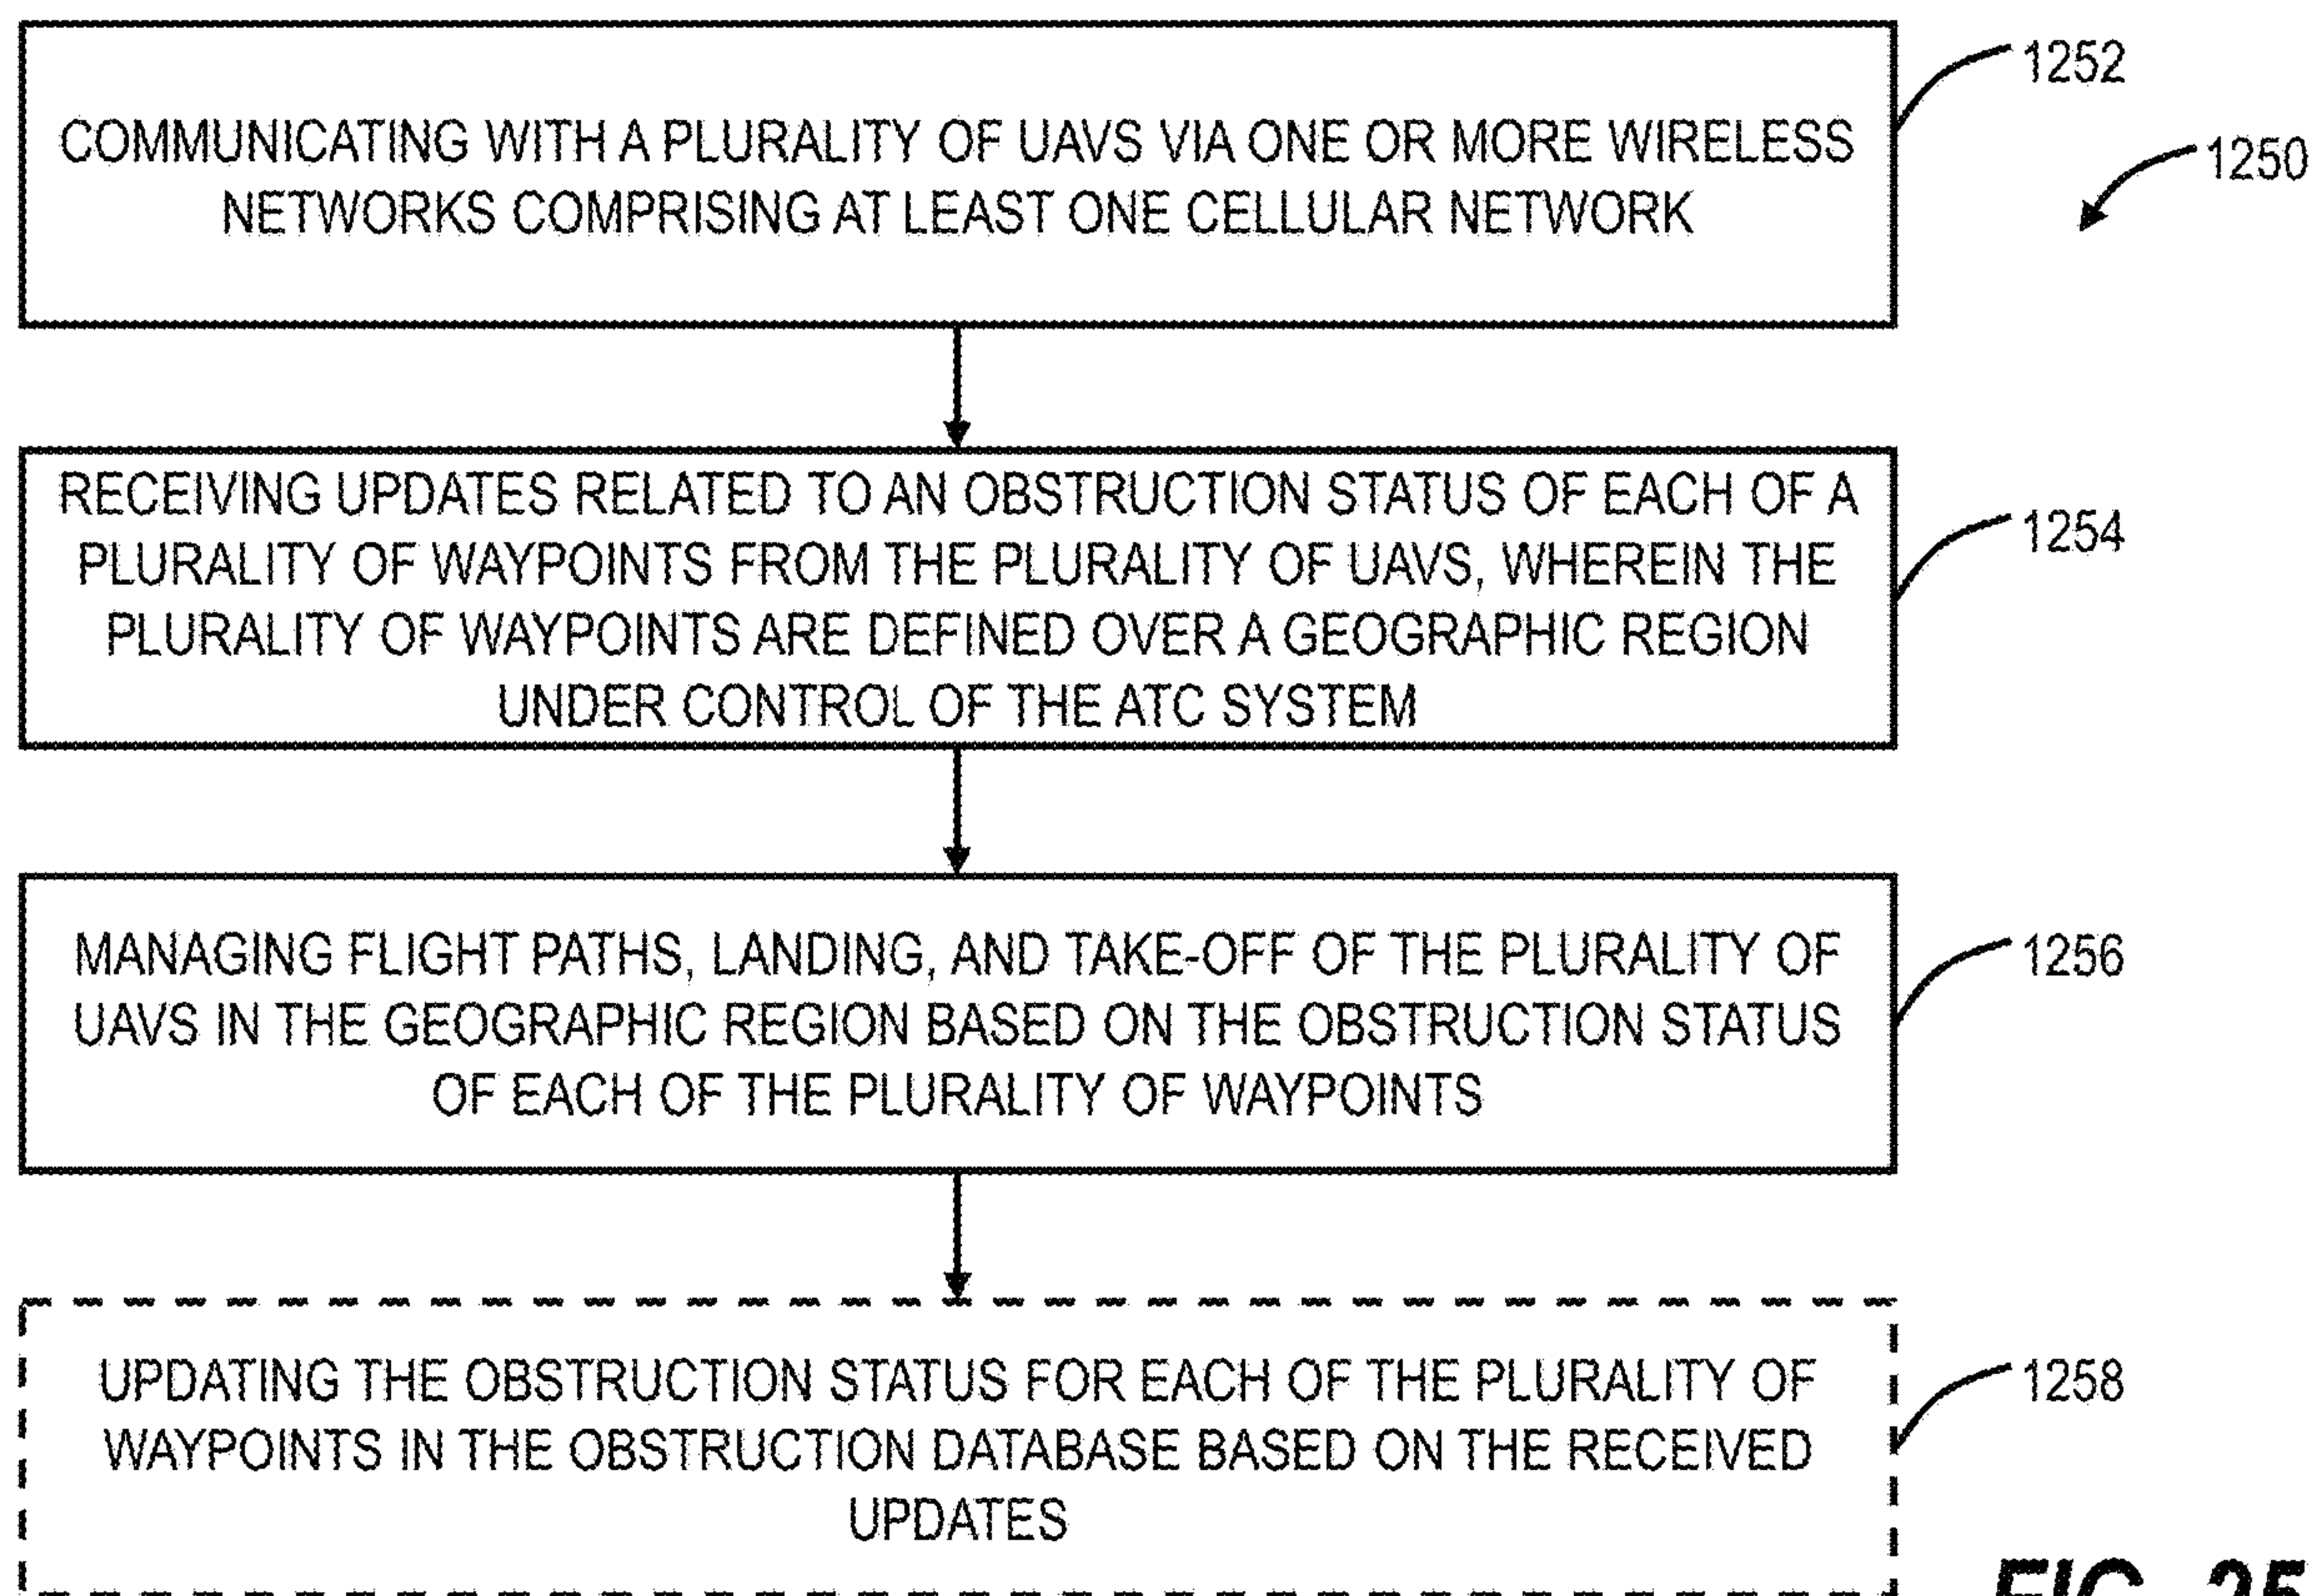 COMMUNICATING WITH A PLURALITY OF UAVS VIA ONE OR MORE WIRELESS
NETWORKS COMPRISING AT LEAST ONE CELLULAR NETWORK
1252
1250
RECEIVING UPDATES RELATED TO AN OBSTRUCTION STATUS OF EACH OF A
PLURALITY OF WAYPOINTS FROM THE PLURALITY OF UAVS, WHEREIN THE
PLURALITY OF WAYPOINTS ARE DEFINED OVER A GEOGRAPHIC REGION
UNDER CONTROL OF THE ATC SYSTEM
1254
MANAGING FLIGHT PATHS, LANDING, AND TAKE-OFF OF THE PLURALITY OF
UAVS IN THE GEOGRAPHIC REGION BASED ON THE OBSTRUCTION STATUS
OF EACH OF THE PLURALITY OF WAYPOINTS
1256
UPDATING THE OBSTRUCTION STATUS FOR EACH OF THE PLURALITY OF
WAYPOINTS IN THE OBSTRUCTION DATABASE BASED ON THE RECEIVED
UPDATES
1258
FIG. 25